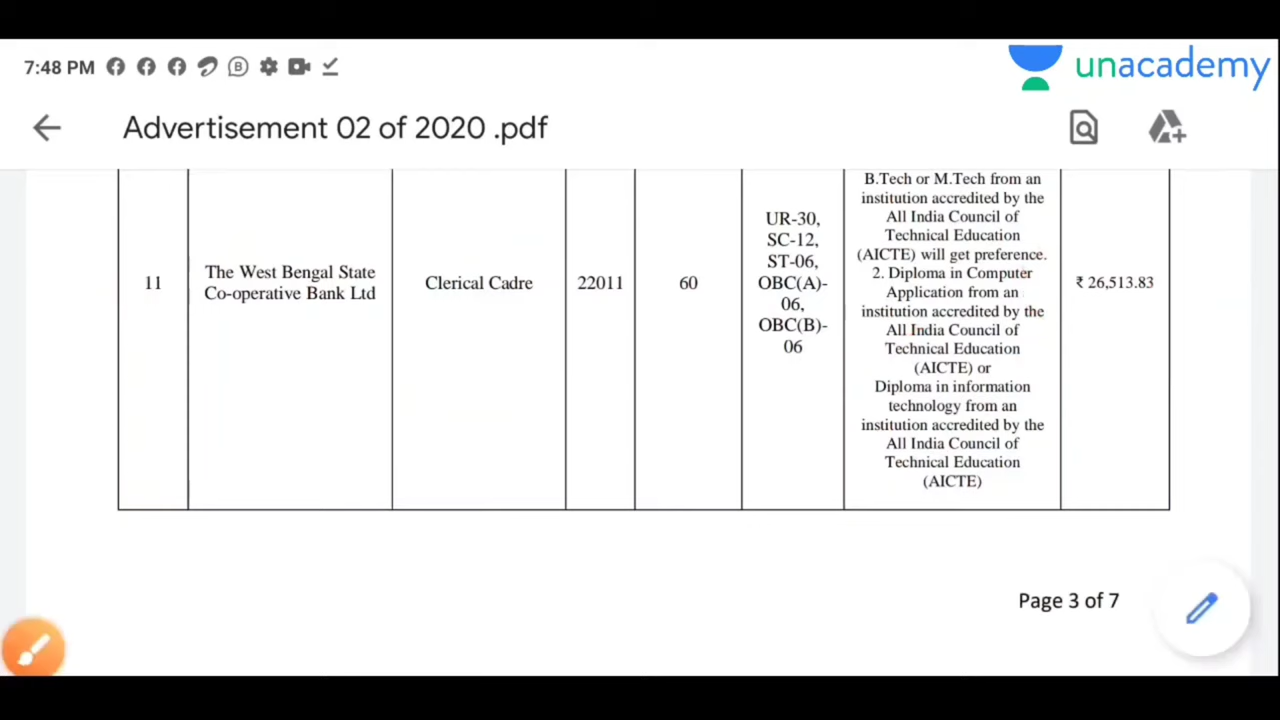 7:48 PM
unacademy
Advertisement 02 of 2020 .pdf
11
The West Bengal State
Co-operative Bank Ltd
Clerical Cadre
22011
60
UR-30,
SC-12,
ST-06,
OBC(A)-
06,
OBC(B)-
06
B.Tech or M.Tech from an
institution accredited by the
All India Council of
Technical Education
(AICTE) will get preference.
2. Diploma in Computer
Application from an
institution accredited by the
All India Council of
Technical Education
(AICTE) or
Diploma in information
technology from an
institution accredited by the
All India Council of
Technical Education
(AICTE)
₹ 26,513.83
Page 3 of 7